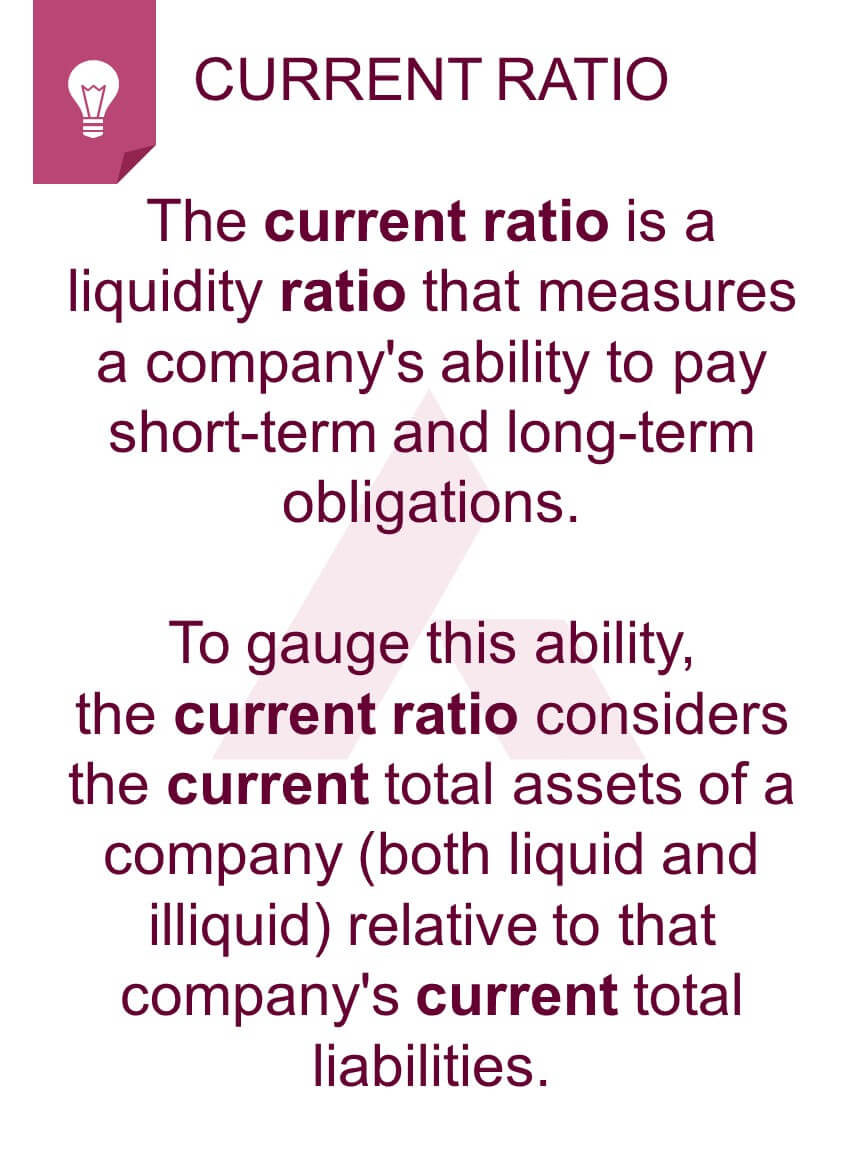 CURRENT RATIO
The current ratio is a
liquidity ratio that measures
a company's ability to pay
short-term and long-term
obligations.
To gauge this ability,
the current ratio considers
the current total assets of a
company (both liquid and
illiquid) relative to that
company's current total
liabilities.